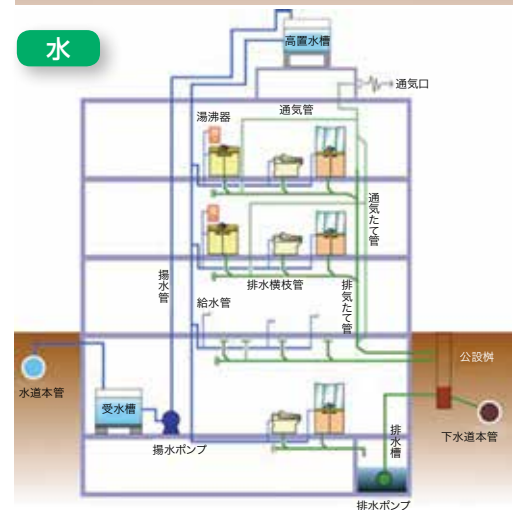 水
高置水槽
通気口
湯沸器
通気管
通気たて管
揚水管
排水横枝管
排気たて管
給水管
公設桝
水道本管
受水槽
揚水ポンプ
排水槽
下水道本管
排水ポンプ